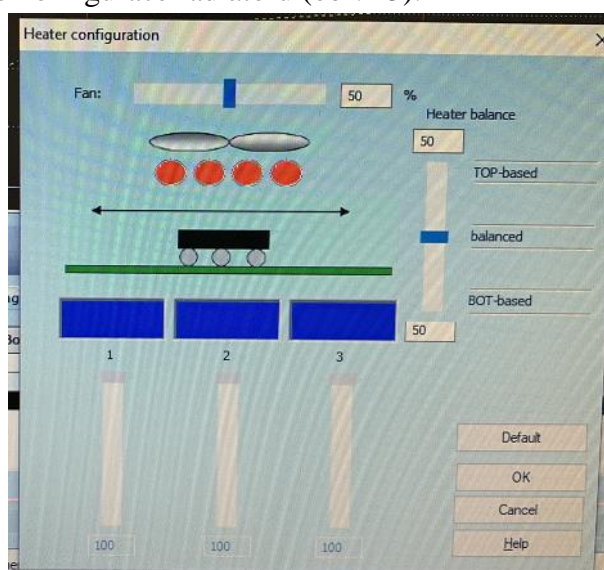 Heater configuration
Fan:
50
%
Heater balance
50
TOP-based
balanced
BOT-based
50
1
2
3
100
100
100
Default
OK
Cancel
Help